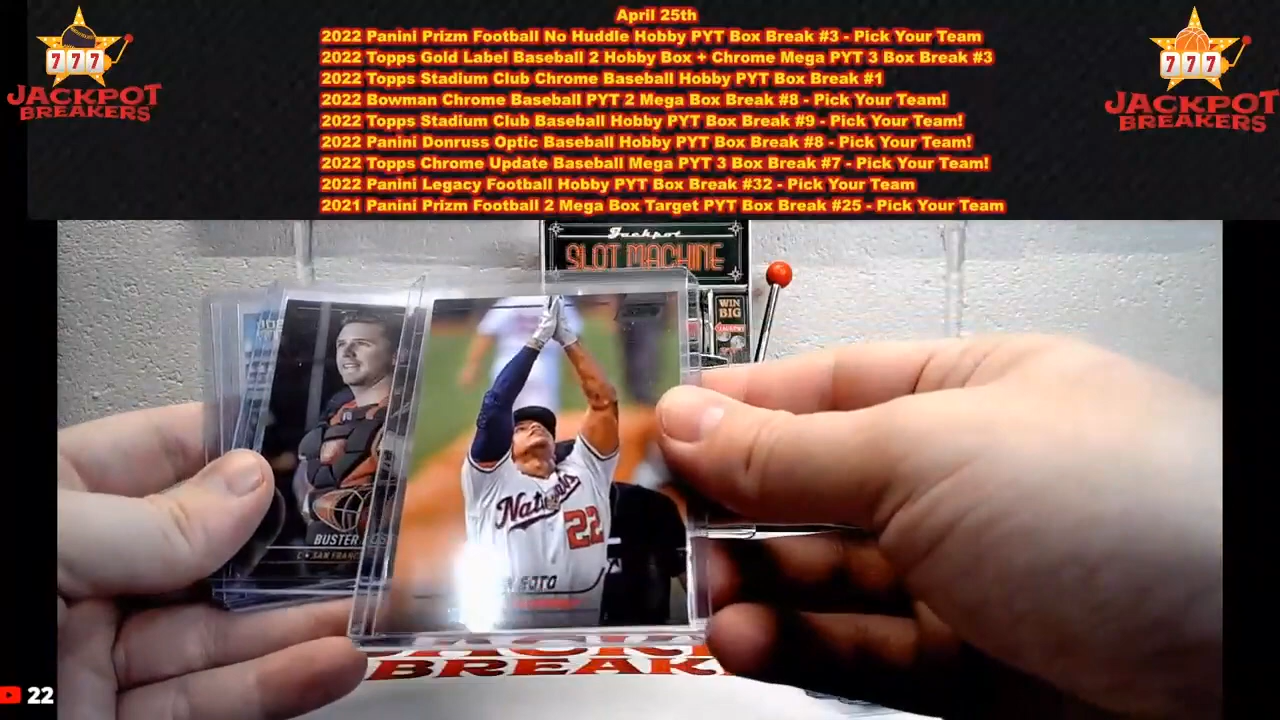 April 25th
2022 Panini Prizm Football No Huddle Hobby PYT Box Break #3 - Pick Your Team
2022 Topps Gold Label Baseball 2 Hobby Box + Chrome Mega PYT 3 Box Break #3
2022 Topps Stadium Club Chrome Baseball Hobby PYT Box Break #1
2022 Bowman Chrome Baseball PYT 2 Mega Box Break #8 - Pick Your Team!
2022 Topps Stadium Club Baseball Hobby PYT Box Break #9 - Pick Your Team!
2022 Panini Donruss Optic Baseball Hobby PYT Box Break #8 - Pick Your Team!
2022 Topps Chrome Update Baseball Mega PYT 3 Box Break #7 - Pick Your Team!
2022 Panini Legacy Football Hobby PYT Box Break #32 - Pick Your Team
2021 Panini Prizm Football 2 Mega Box Target PYT Box Break #25 - Pick Your Team
777
JACKPOT
BREAKERS
777
JACKPOT
BREAKERS
Jackpot
SLOT MACHINE
WIN
BIG
Nationals
22
SOTO
BUSTER
C • SAN FRANC
BREAK
22